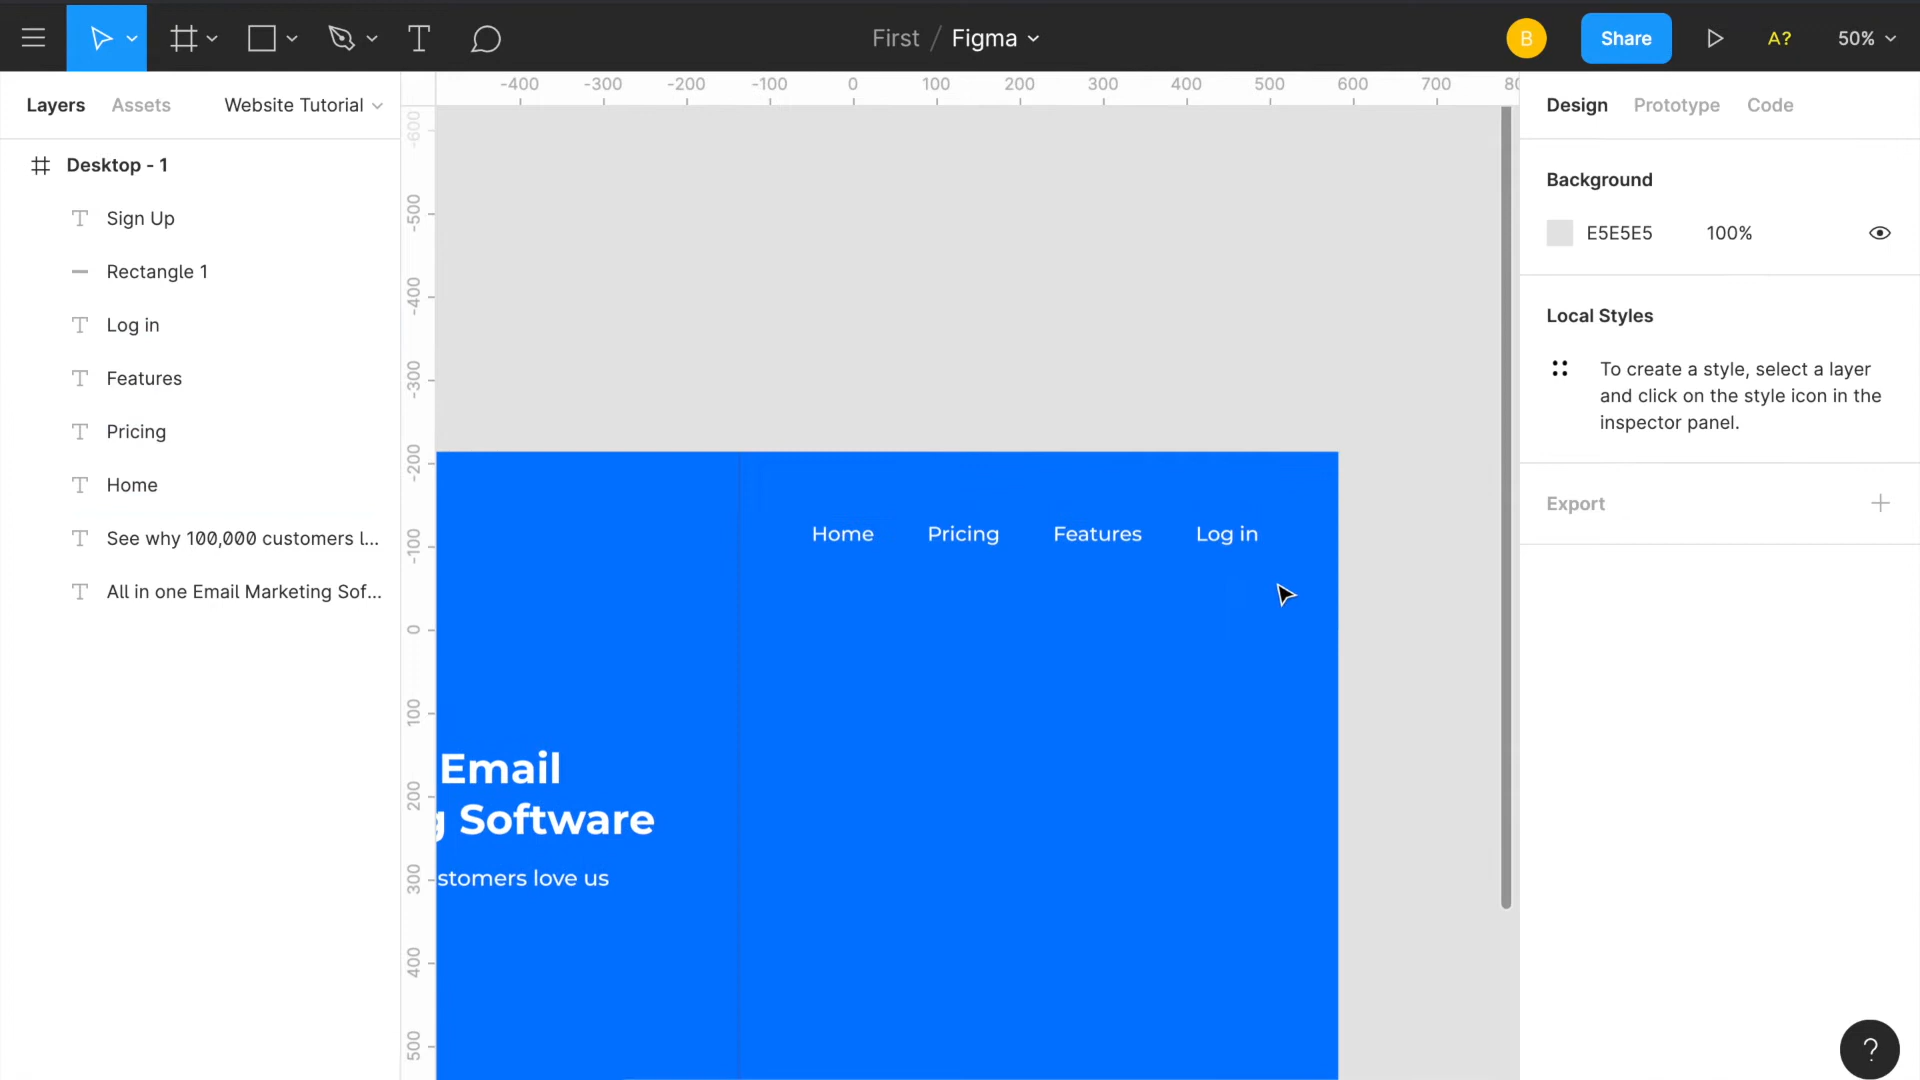 First / Figma
B
Share
A?
50%
Layers
Assets
Website Tutorial
-400 -300 -200 -100 0 100 200 300 400 500 600 700 80
Design
Prototype
Code
Desktop - 1
Sign Up
Rectangle 1
Log in
Features
Pricing
Home
See why 100,000 customers l...
All in one Email Marketing Sof...
-600
-500
-400
-300
-200
-100
0
100
200
300
400
500
Home Pricing Features Log in
Email
g Software
stomers love us
Background
E5E5E5 100%
Local Styles
To create a style, select a layer
and click on the style icon in the
inspector panel.
Export
?